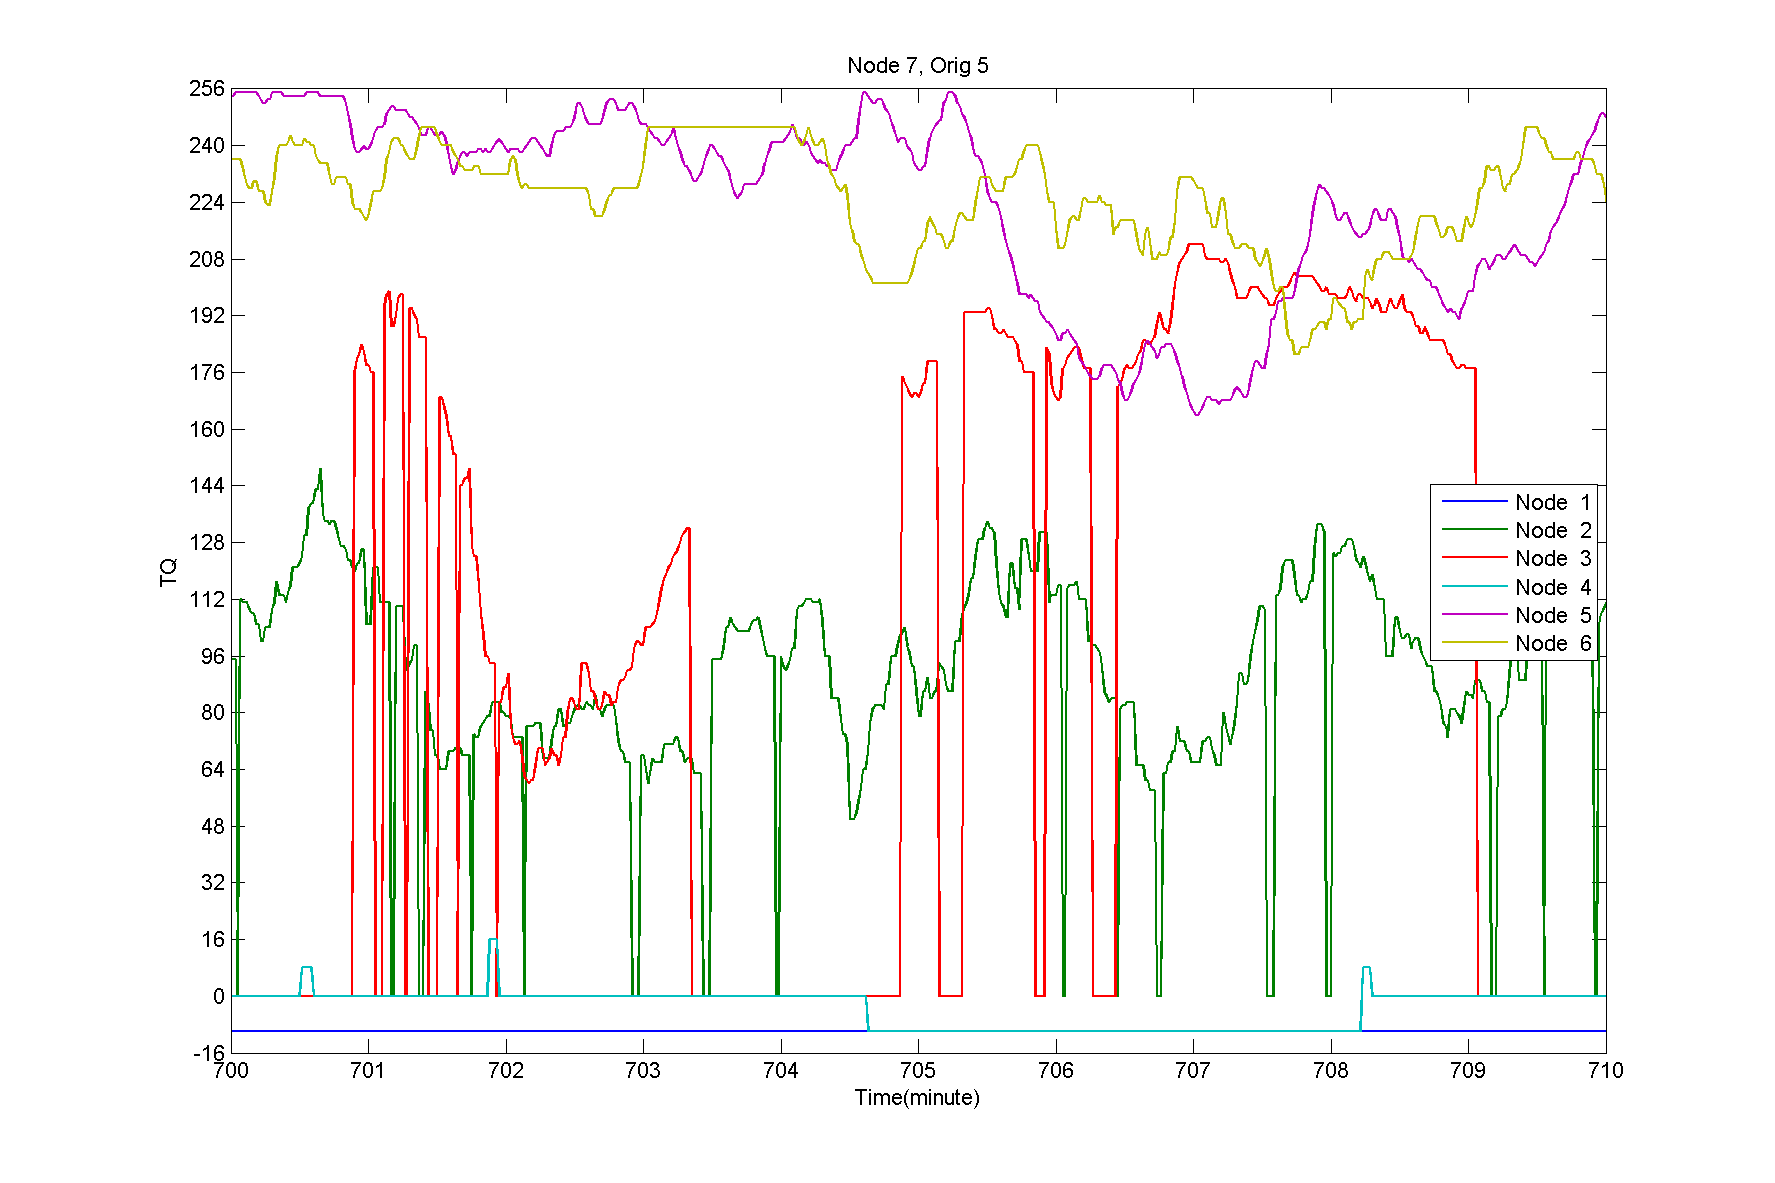 Node 7, Orig 5
256
240
224
208
192
176
160
144
128
112
96
80
64
48
32
16
0
-16
TQ
Node 1
Node 2
Node 3
Node 4
Node 5
Node 6
700 701 702 703 704 705 706 707 708 709 710
Time(minute)